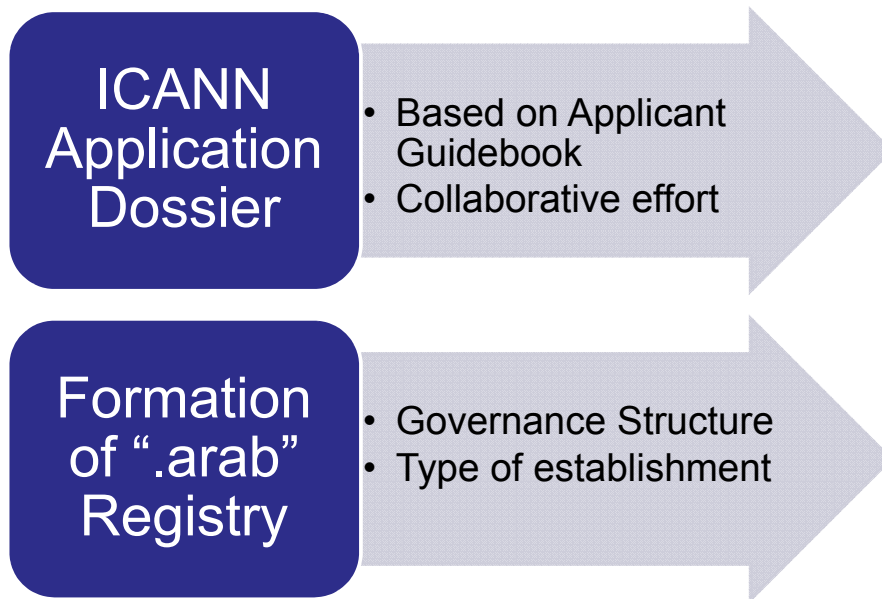 ICANN
Application
Dossier
• Based on Applicant
Guidebook
• Collaborative effort
Formation
of “.arab”
Registry
• Governance Structure
• Type of establishment